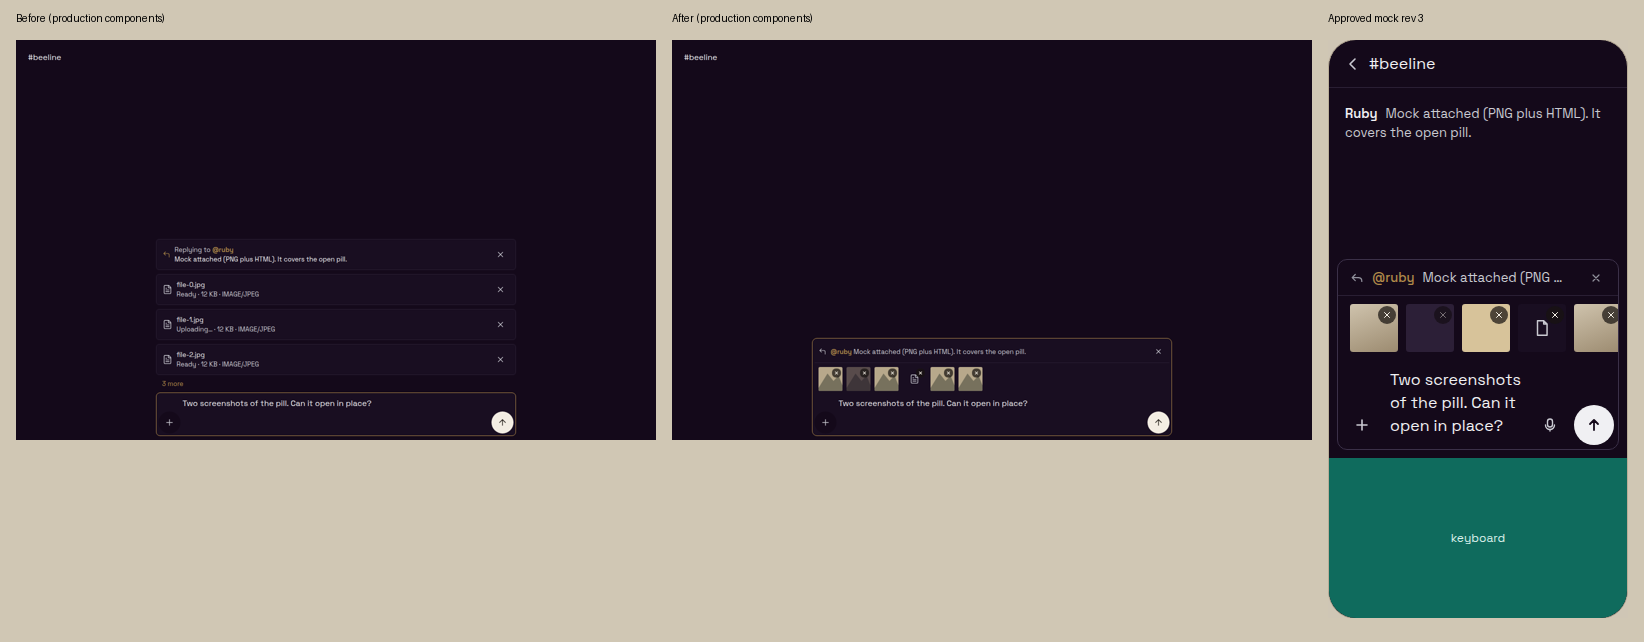 Before (production components)
#beeline
Replying to @ruby
Mock attached (PNG plus HTML). It covers the open pill.
file-0.jpg
Ready · 12 KB · IMAGE/JPEG
file-1.jpg
Uploading… · 12 KB · IMAGE/JPEG
file-2.jpg
Ready · 12 KB · IMAGE/JPEG
3 more
Two screenshots of the pill. Can it open in place?
After (production components)
#beeline
@ruby Mock attached (PNG plus HTML). It covers the open pill.
Two screenshots of the pill. Can it open in place?
Approved mock rev 3
#beeline
Ruby Mock attached (PNG plus HTML). It
covers the open pill.
@ruby Mock attached (PNG ...
Two screenshots
of the pill. Can it
open in place?
keyboard